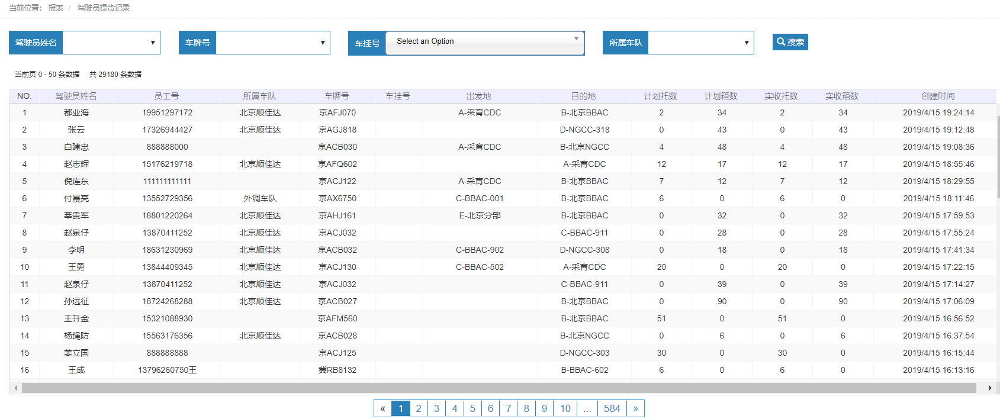 当前位置： 报表 / 驾驶员提货记录
驾驶员姓名 车牌号 车挂号 Select an Option 所属车队 搜索
当前页 0 - 50 条数据 共 29180 条数据
NO. 驾驶员姓名 员工号 所属车队 车牌号 车挂号 出发地 目的地 计划托数 计划箱数 实收托数 实收箱数 创建时间
1 都业海 19951297172 北京顺佳达 京AFJ070 A-采育CDC B-北京BBAC 2 34 2 34 2019/4/15 19:24:14
2 张云 17326944427 北京顺佳达 京AGJ818 D-NGCC-318 0 43 0 43 2019/4/15 19:12:48
3 白建忠 888888000 京ACB030 A-采育CDC B-北京NGCC 4 48 4 48 2019/4/15 19:08:36
4 赵志辉 15176219718 北京顺佳达 京AFQ602 A-采育CDC 12 17 12 17 2019/4/15 18:55:46
5 倪连东 111111111111 京ACJ122 A-采育CDC B-北京BBAC 7 12 7 12 2019/4/15 18:29:55
6 付晨亮 13552729356 外调车队 京AX6750 C-BBAC-001 B-北京BBAC 6 0 6 0 2019/4/15 18:11:46
7 莘贵军 18801220264 北京顺佳达 京AHJ161 E-北京分部 B-北京BBAC 0 32 0 32 2019/4/15 17:59:53
8 赵泉仔 13870411252 北京顺佳达 京ACJ032 C-BBAC-911 0 28 0 28 2019/4/15 17:55:24
9 李明 18631230969 北京顺佳达 京ACB032 C-BBAC-902 D-NGCC-308 0 18 0 18 2019/4/15 17:41:34
10 王勇 13844409345 北京顺佳达 京ACJ130 C-BBAC-502 A-采育CDC 20 0 20 0 2019/4/15 17:22:15
11 赵泉仔 13870411252 北京顺佳达 京ACJ032 C-BBAC-911 0 39 0 39 2019/4/15 17:14:27
12 孙远征 18724268288 北京顺佳达 京ACB027 B-北京BBAC 0 90 0 90 2019/4/15 17:06:09
13 王升金 15321088930 京AFM560 B-北京BBAC 51 0 51 0 2019/4/15 16:56:52
14 杨绳防 15563176356 北京顺佳达 京ACB028 B-北京NGCC 0 6 0 6 2019/4/15 16:37:54
15 姜立国 888888888 京ACJ125 D-NGCC-303 30 0 30 0 2019/4/15 16:15:44
16 王成 13796260750王 冀RB8132 B-BBAC-602 6 0 6 0 2019/4/15 16:13:16
« 1 2 3 4 5 6 7 8 9 10 ... 584 »